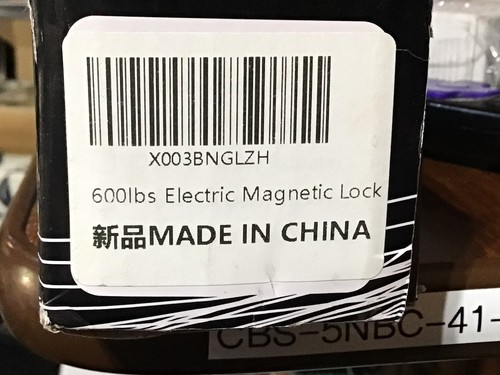 X003BNGLZH
600lbs Electric Magnetic Lock
新品MADE IN CHINA
CBS-5NBC-41-